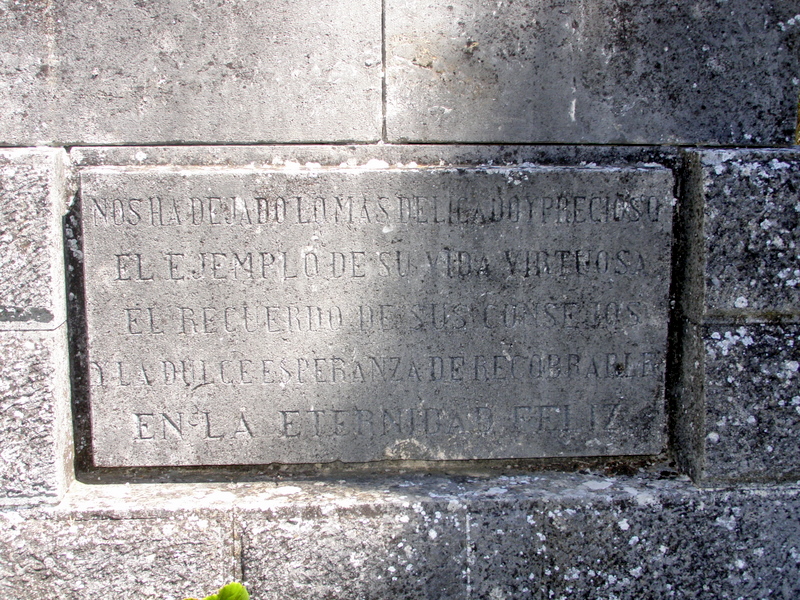 NOS HA DEJADO LO MAS DELICADO Y PRECIOSO
EL EJEMPLO DE SU VIDA VIRTUOSA
EL RECUERDO DE SUS CONSEJOS
Y LA DULCE ESPERANZA DE RECOBRARLE
EN LA ETERNIDAD FELIZ